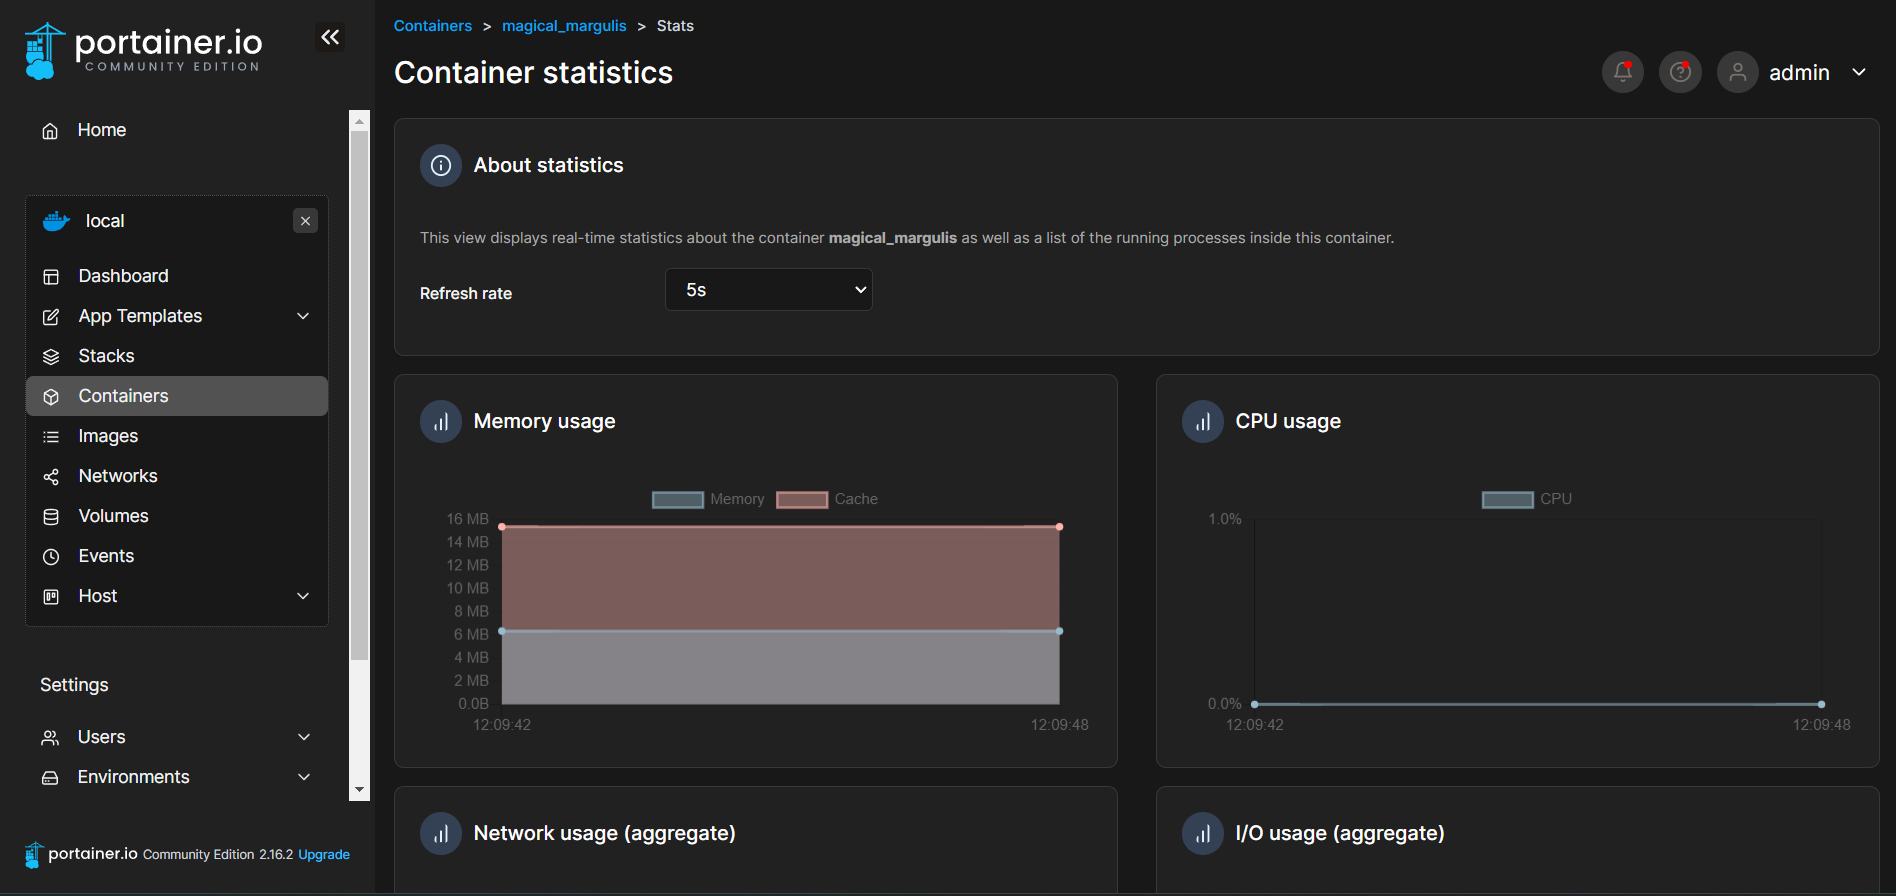 portainer.io
COMMUNITY EDITION
Home
local
Dashboard
App Templates
Stacks
Containers
Images
Networks
Volumes
Events
Host
Settings
Users
Environments
portainer.io Community Edition 2.16.2 Upgrade
Containers > magical_margulis > Stats
Container statistics
admin
About statistics
This view displays real-time statistics about the container magical_margulis as well as a list of the running processes inside this container.
Refresh rate
5s
Memory usage
Memory Cache
16 MB
14 MB
12 MB
10 MB
8 MB
6 MB
4 MB
2 MB
0.0B
12:09:42 12:09:48
CPU usage
CPU
1.0%
0.0%
12:09:42 12:09:48
Network usage (aggregate)
I/O usage (aggregate)